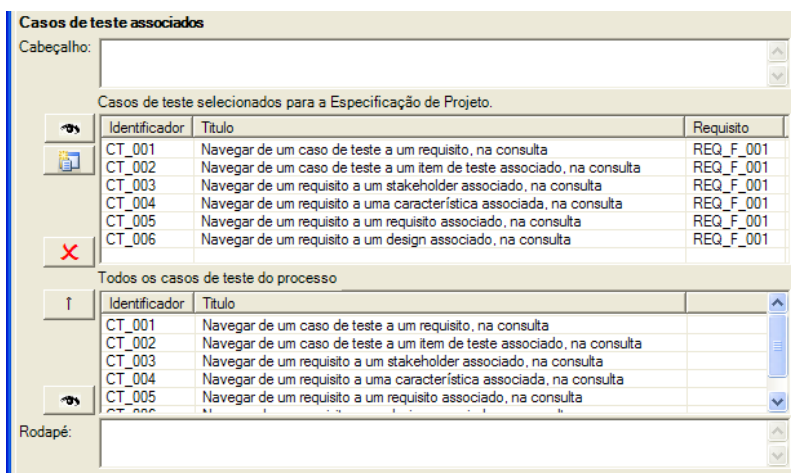 Casos de teste associados
Cabeçalho:
Casos de teste selecionados para a Especificação de Projeto.
Identificador Titulo Requisito
CT_001 Navegar de um caso de teste a um requisito, na consulta REQ_F_001
CT_002 Navegar de um caso de teste a um item de teste associado, na consulta REQ_F_001
CT_003 Navegar de um requisito a um stakeholder associado, na consulta REQ_F_001
CT_004 Navegar de um requisito a uma característica associada, na consulta REQ_F_001
CT_005 Navegar de um requisito a um requisito associado, na consulta REQ_F_001
CT_006 Navegar de um requisito a um design associado, na consulta REQ_F_001
Todos os casos de teste do processo
Identificador Titulo
CT_001 Navegar de um caso de teste a um requisito, na consulta
CT_002 Navegar de um caso de teste a um item de teste associado, na consulta
CT_003 Navegar de um requisito a um stakeholder associado, na consulta
CT_004 Navegar de um requisito a uma característica associada, na consulta
CT_005 Navegar de um requisito a um requisito associado, na consulta
Rodapé: